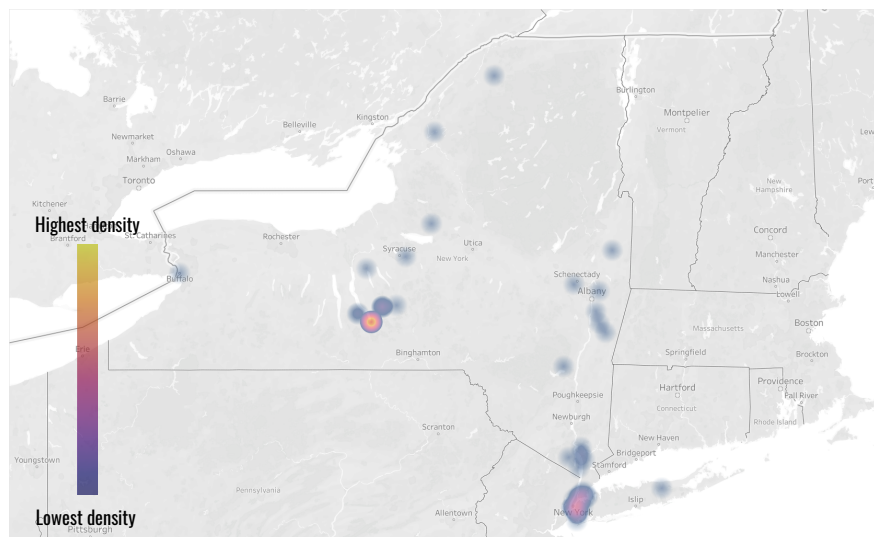 Burlington
Barrie
Montpelier
Kingston
Belleville
Vermont
Lew
Newmarket
Oshawa
Markham
Toronto
Port
New
Hampshire
Kitchener
Highest density
Concord
Brantford
St. Catharines
Rochester
Utica
Syracuse
New York
Manchester
Schenectady
Buffalo
Nashua
Albany
Lowell
Massachusetts
Boston
Erie
Binghamton
Springfield
Brockton
Hartford
Providence
Poughkeepsie
Fall River
Connecticut
Newburgh
Rhode Island
Scranton
New Haven
Bridgeport
Youngstown
Stamford
Pennsylvania
Islip
Lowest density
Allentown
New York
Pittsburgh